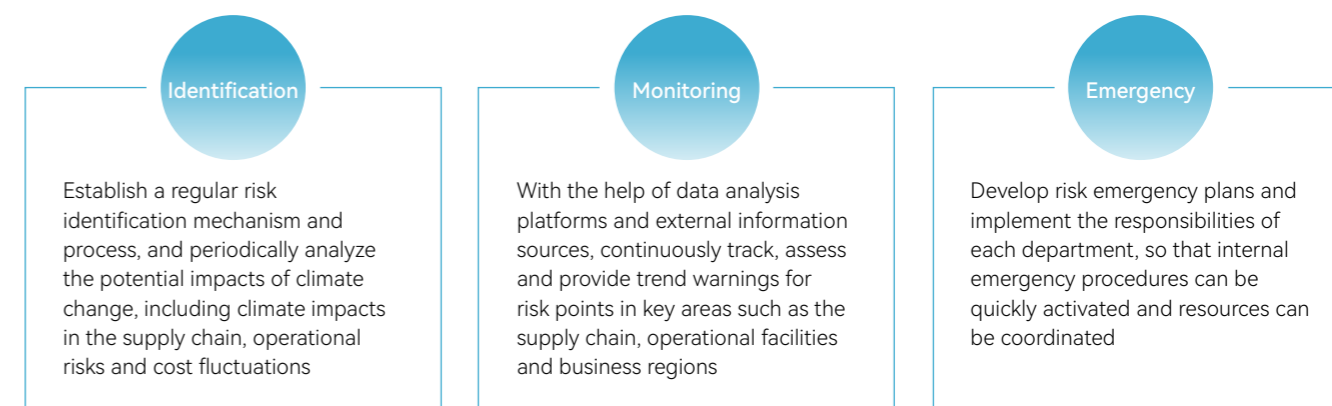 Identification
Establish a regular risk
identification mechanism and
process, and periodically analyze
the potential impacts of climate
change, including climate impacts
in the supply chain, operational
risks and cost fluctuations
Monitoring
With the help of data analysis
platforms and external information
sources, continuously track, assess
and provide trend warnings for
risk points in key areas such as the
supply chain, operational facilities
and business regions
Emergency
Develop risk emergency plans and
implement the responsibilities of
each department, so that internal
emergency procedures can be
quickly activated and resources can
be coordinated